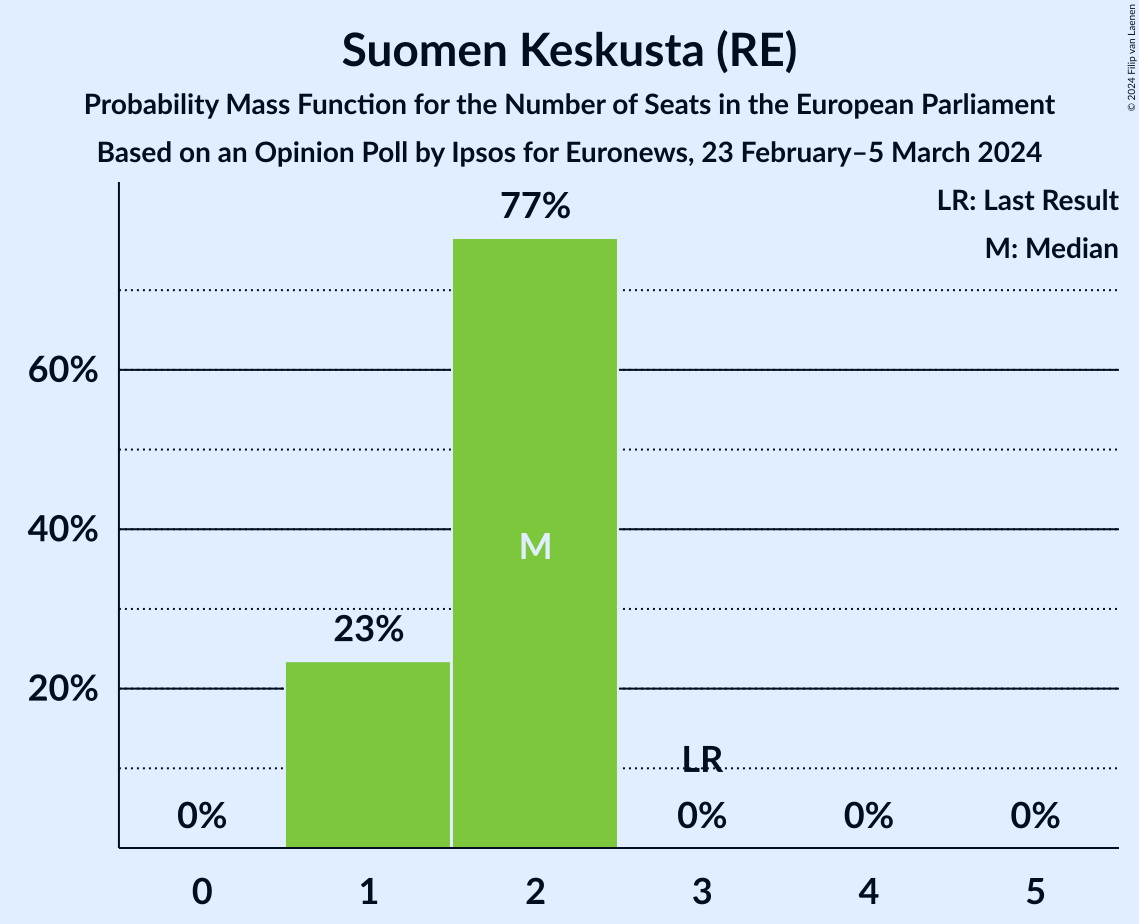 Suomen Keskusta (RE)
Probability Mass Function for the Number of Seats in the European Parliament
Based on an Opinion Poll by Ipsos for Euronews, 23 February–5 March 2024
© 2024 Filip van Laenen
LR: Last Result
M: Median
77%
60%
40%
M
23%
20%
LR
0%
0%
0%
0%
0 1 2 3 4 5